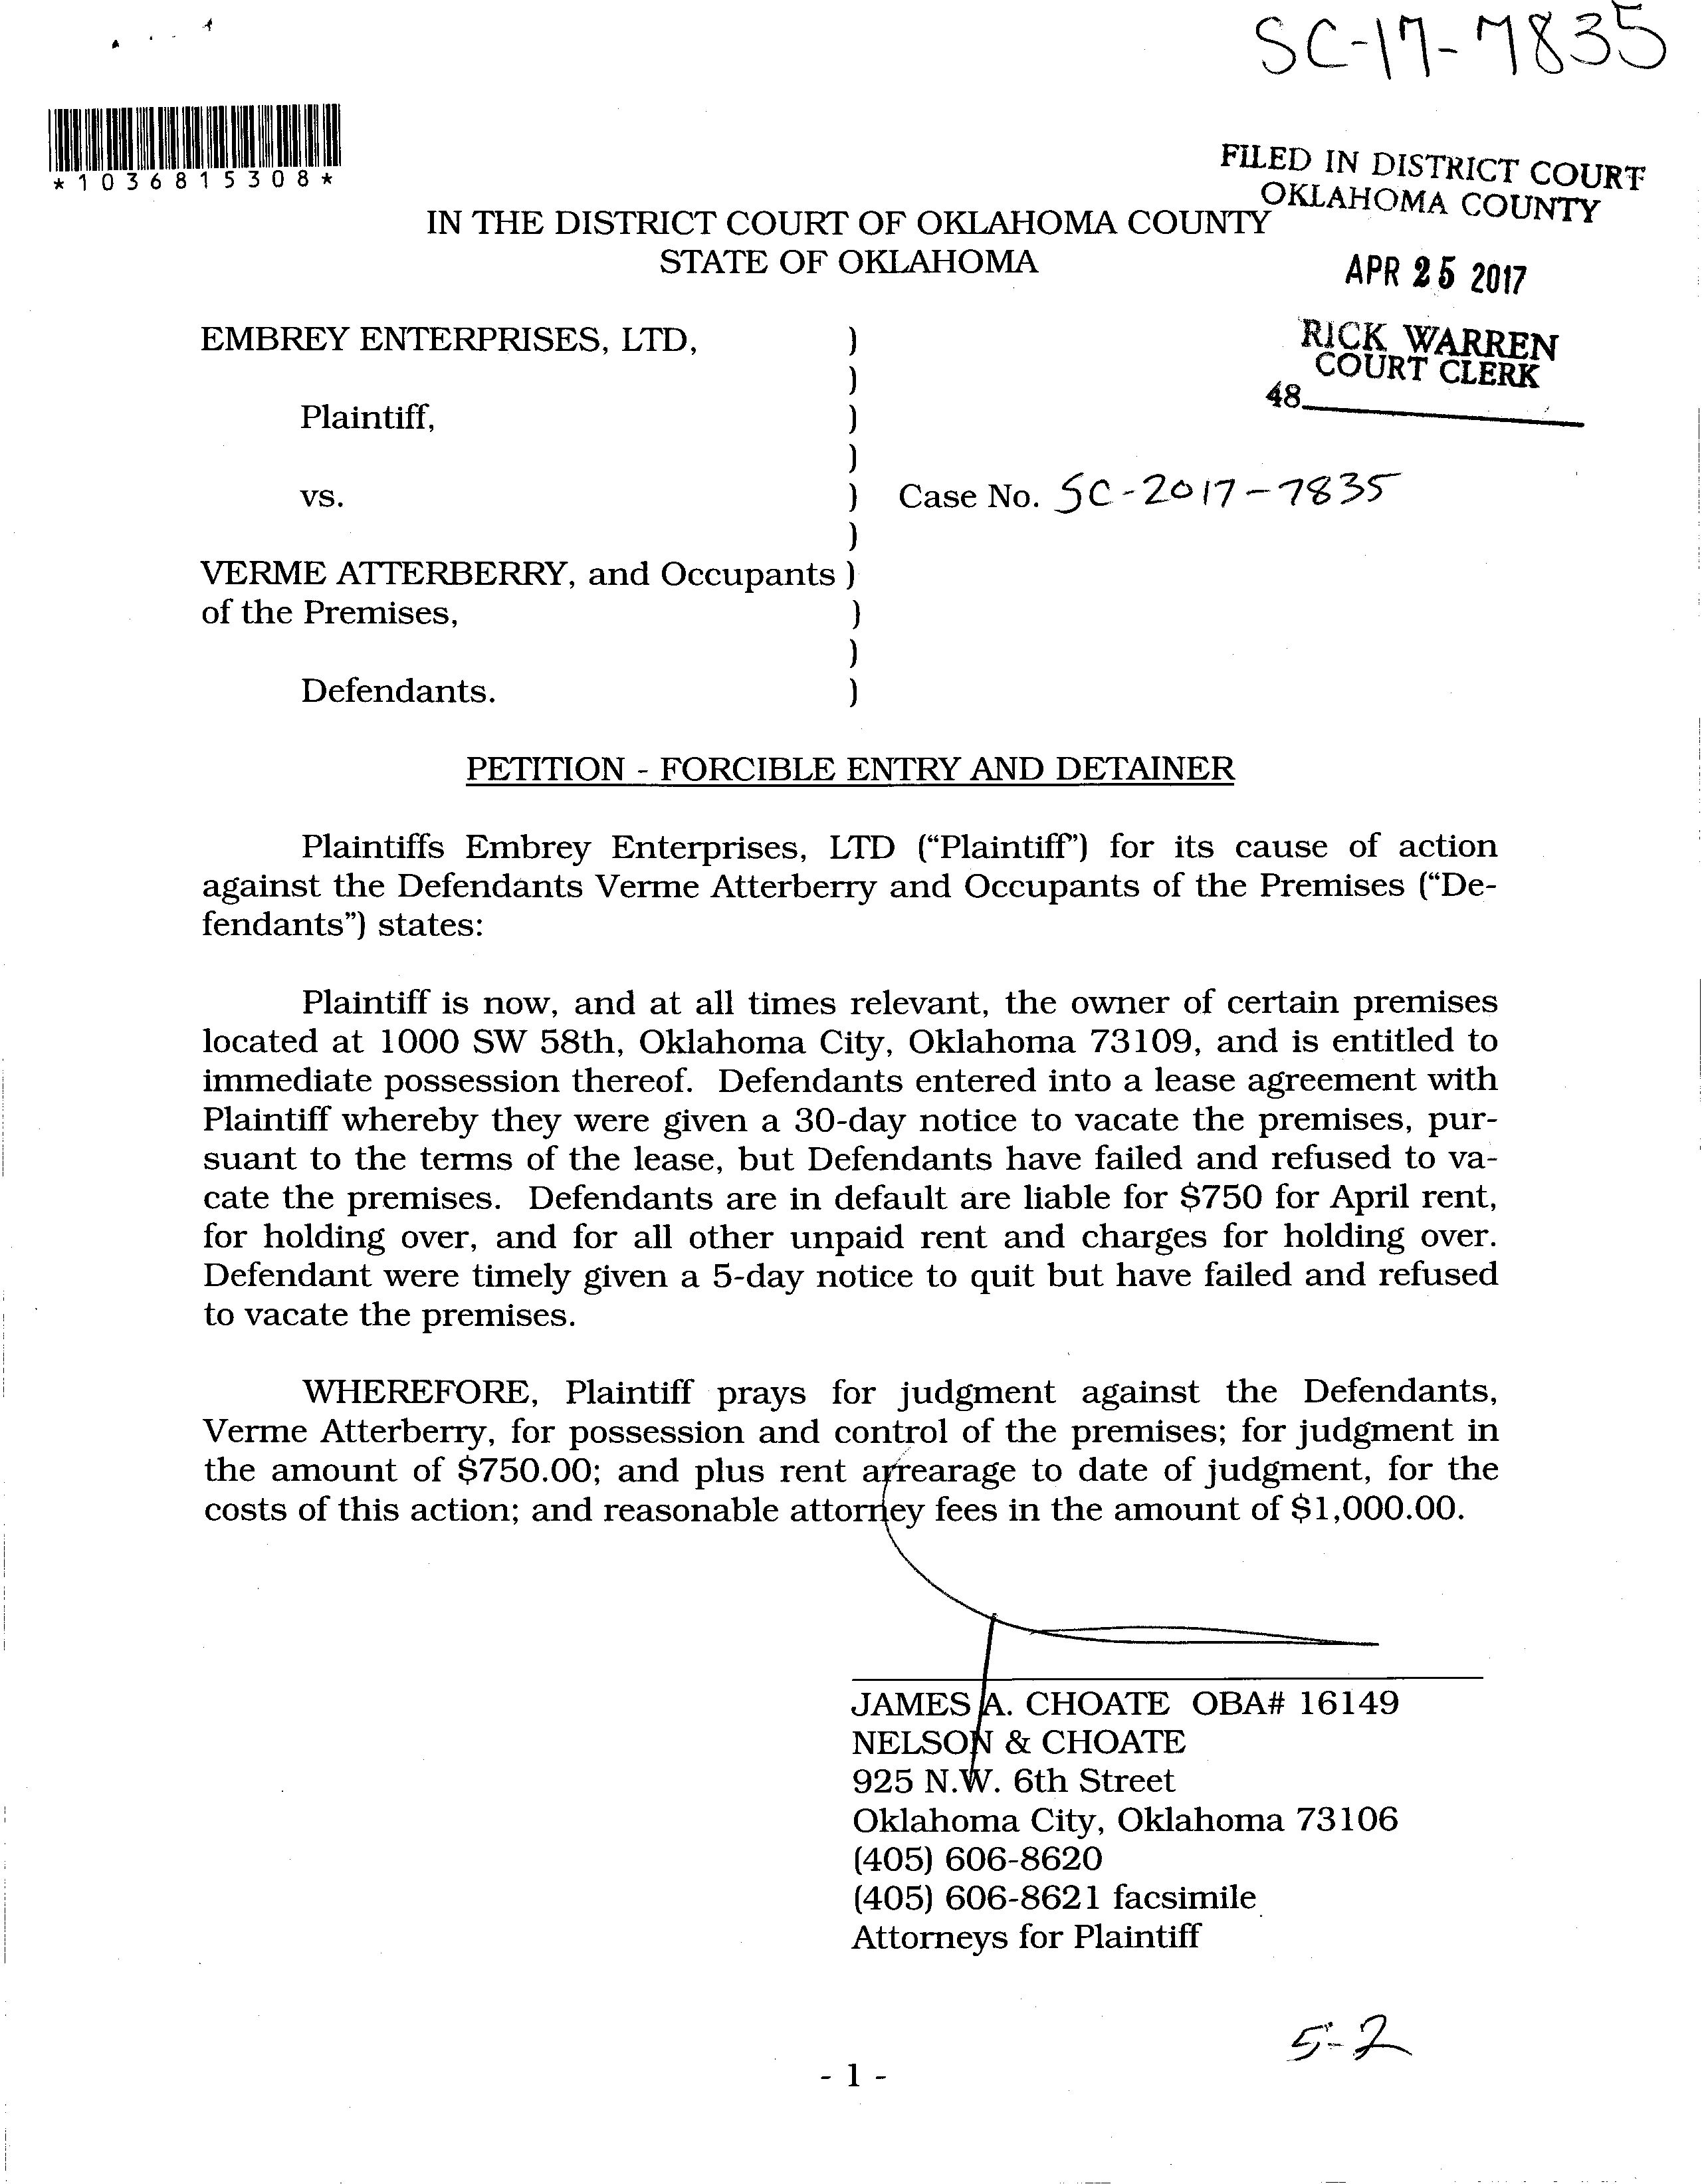 SC-17-7835
*1036815308*
FILED IN DISTRICT COURT
OKLAHOMA COUNTY
IN THE DISTRICT COURT OF OKLAHOMA COUNTY
STATE OF OKLAHOMA
APR 25 2017
RICK WARREN
COURT CLERK
48
EMBREY ENTERPRISES, LTD, )
)
Plaintiff, )
)
vs. ) Case No. SC-2017-7835
)
VERME ATTERBERRY, and Occupants )
of the Premises, )
)
Defendants. )
PETITION - FORCIBLE ENTRY AND DETAINER
Plaintiffs Embrey Enterprises, LTD (“Plaintiff”) for its cause of action
against the Defendants Verme Atterberry and Occupants of the Premises (“De-
fendants”) states:
Plaintiff is now, and at all times relevant, the owner of certain premises
located at 1000 SW 58th, Oklahoma City, Oklahoma 73109, and is entitled to
immediate possession thereof. Defendants entered into a lease agreement with
Plaintiff whereby they were given a 30-day notice to vacate the premises, pur-
suant to the terms of the lease, but Defendants have failed and refused to va-
cate the premises. Defendants are in default are liable for $750 for April rent,
for holding over, and for all other unpaid rent and charges for holding over.
Defendant were timely given a 5-day notice to quit but have failed and refused
to vacate the premises.
WHEREFORE, Plaintiff prays for judgment against the Defendants,
Verme Atterberry, for possession and control of the premises; for judgment in
the amount of $750.00; and plus rent arrearage to date of judgment, for the
costs of this action; and reasonable attorney fees in the amount of $1,000.00.
JAMES A. CHOATE OBA# 16149
NELSON & CHOATE
925 N.W. 6th Street
Oklahoma City, Oklahoma 73106
(405) 606-8620
(405) 606-8621 facsimile
Attorneys for Plaintiff
5-2
- 1 -